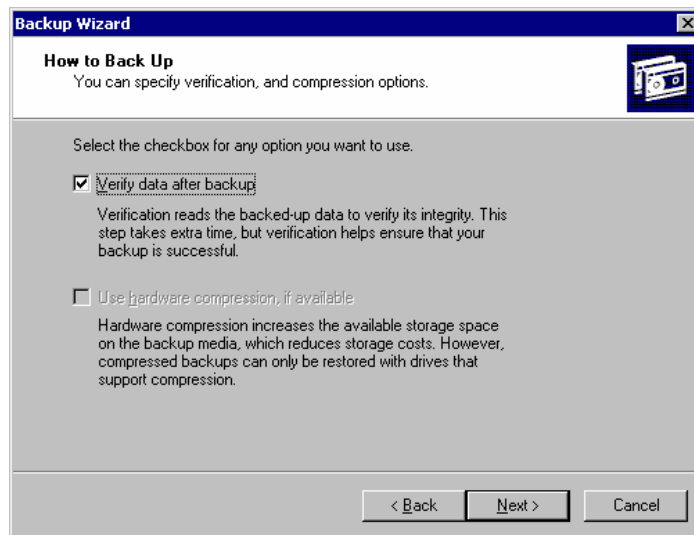 Backup Wizard
How to Back Up
You can specify verification, and compression options.
Select the checkbox for any option you want to use.
Verify data after backup
Verification reads the backed-up data to verify its integrity. This
step takes extra time, but verification helps ensure that your
backup is successful.
Use hardware compression, if available
Hardware compression increases the available storage space
on the backup media, which reduces storage costs. However,
compressed backups can only be restored with drives that
support compression.
< Back Next > Cancel